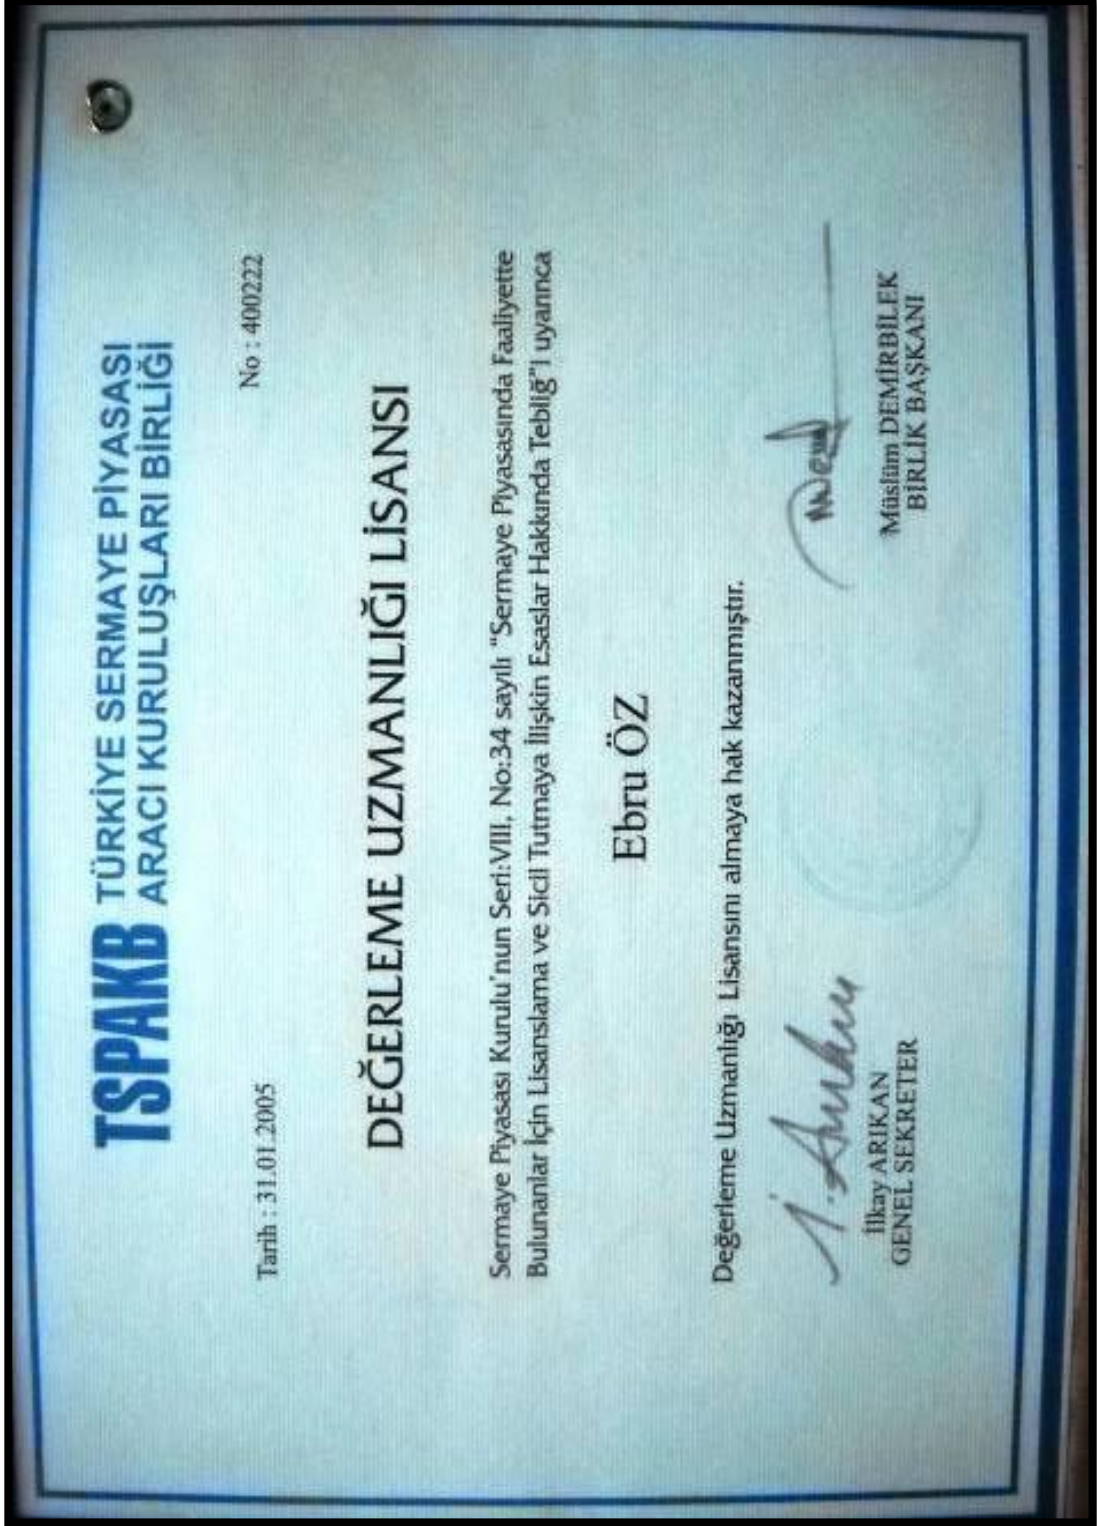 TSPAKB TÜRKİYE SERMAYE PİYASASI
ARACI KURULUŞLARI BİRLİĞİ
Tarih : 31.01.2005 No : 400222
DEĞERLEME UZMANLIĞI LİSANSI
Sermaye Piyasası Kurulu'nun Seri:VIII, No:34 sayılı "Sermaye Piyasasında Faaliyette
Bulunanlar İçin Lisanslama ve Sicil Tutmaya İlişkin Esaslar Hakkında Tebliğ"i uyarınca
Ebru ÖZ
Değerleme Uzmanlığı Lisansını almaya hak kazanmıştır.
İ. Arıkan
İlkay ARIKAN
GENEL SEKRETER
Müslüm DEMİRBİLEK
BİRLİK BAŞKANI